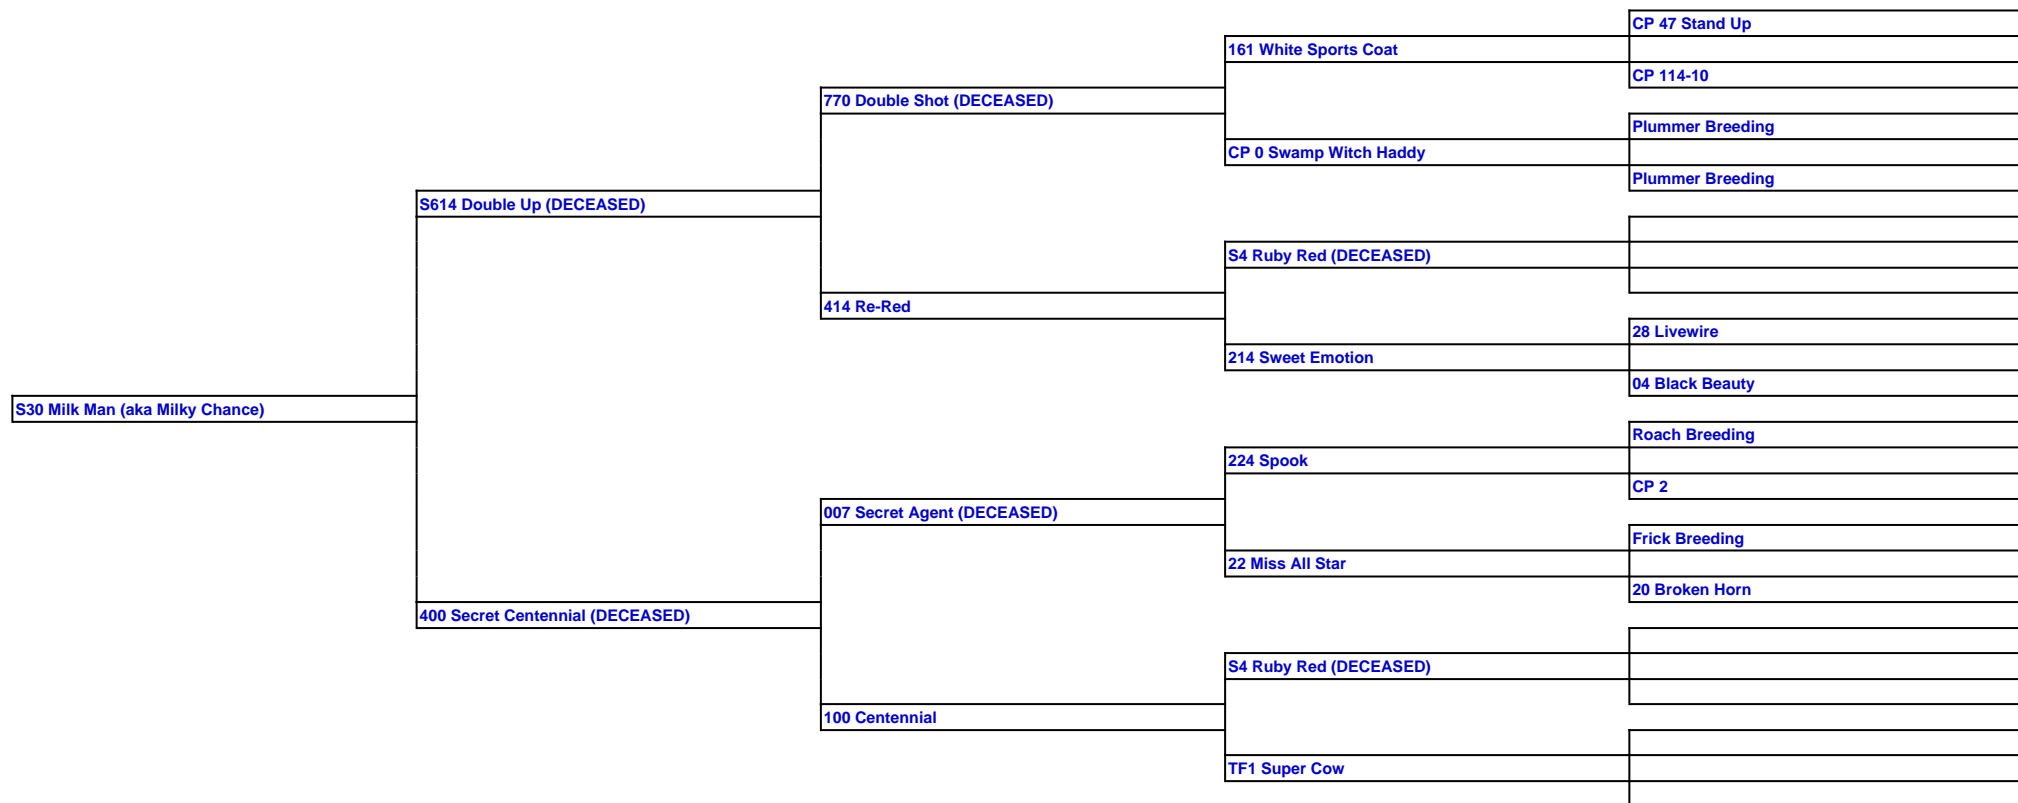 CP 47 Stand Up
161 White Sports Coat
CP 114-10
770 Double Shot (DECEASED)
Plummer Breeding
CP 0 Swamp Witch Haddy
Plummer Breeding
S614 Double Up (DECEASED)
S4 Ruby Red (DECEASED)
414 Re-Red
28 Livewire
214 Sweet Emotion
04 Black Beauty
S30 Milk Man (aka Milky Chance)
Roach Breeding
224 Spook
CP 2
007 Secret Agent (DECEASED)
Frick Breeding
22 Miss All Star
20 Broken Horn
400 Secret Centennial (DECEASED)
S4 Ruby Red (DECEASED)
100 Centennial
TF1 Super Cow